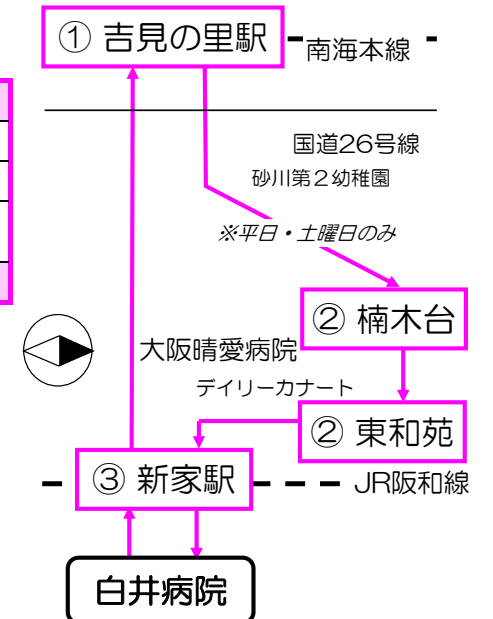 ① 吉見の里駅
南海本線
国道26号線
砂川第２幼稚園
※平日・土曜日のみ
② 楠木台
大阪晴愛病院
デイリーカナート
② 東和苑
③ 新家駅
JR阪和線
白井病院